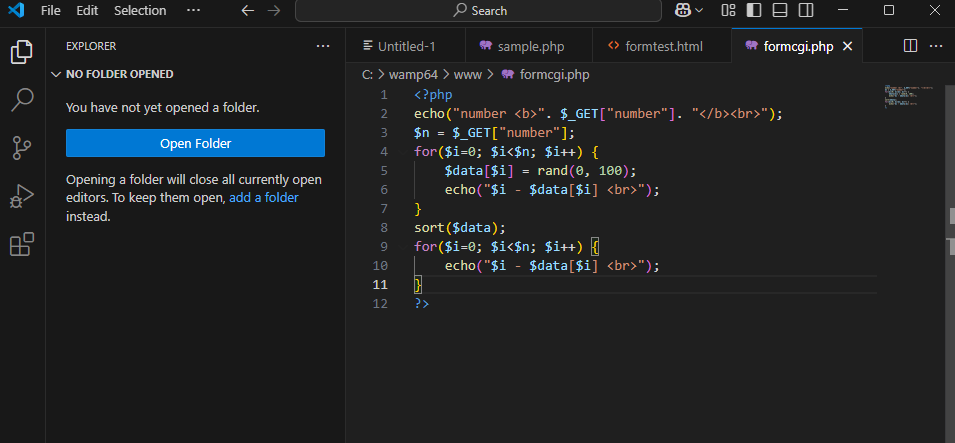 File Edit Selection ··· Search
EXPLORER ···
NO FOLDER OPENED
You have not yet opened a folder.
Open Folder
Opening a folder will close all currently open
editors. To keep them open, add a folder
instead.
Untitled-1 sample.php formtest.html formcgi.php
C: > wamp64 > www > formcgi.php
1 <?php
2 echo("number <b>". $_GET["number"]. "</b><br>");
3 $n = $_GET["number"];
4 for($i=0; $i<$n; $i++) {
5     $data[$i] = rand(0, 100);
6     echo("$i - $data[$i] <br>");
7 }
8 sort($data);
9 for($i=0; $i<$n; $i++) {
10     echo("$i - $data[$i] <br>");
11 }
12 ?>